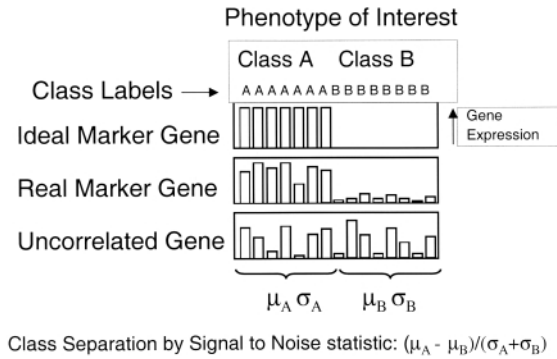 Phenotype of Interest
Class A Class B
Class Labels A A A A A A A B B B B B B B B
Ideal Marker Gene
Gene
Expression
Real Marker Gene
Uncorrelated Gene
μA σA μB σB
Class Separation by Signal to Noise statistic: (μA - μB)/(σA+σB)